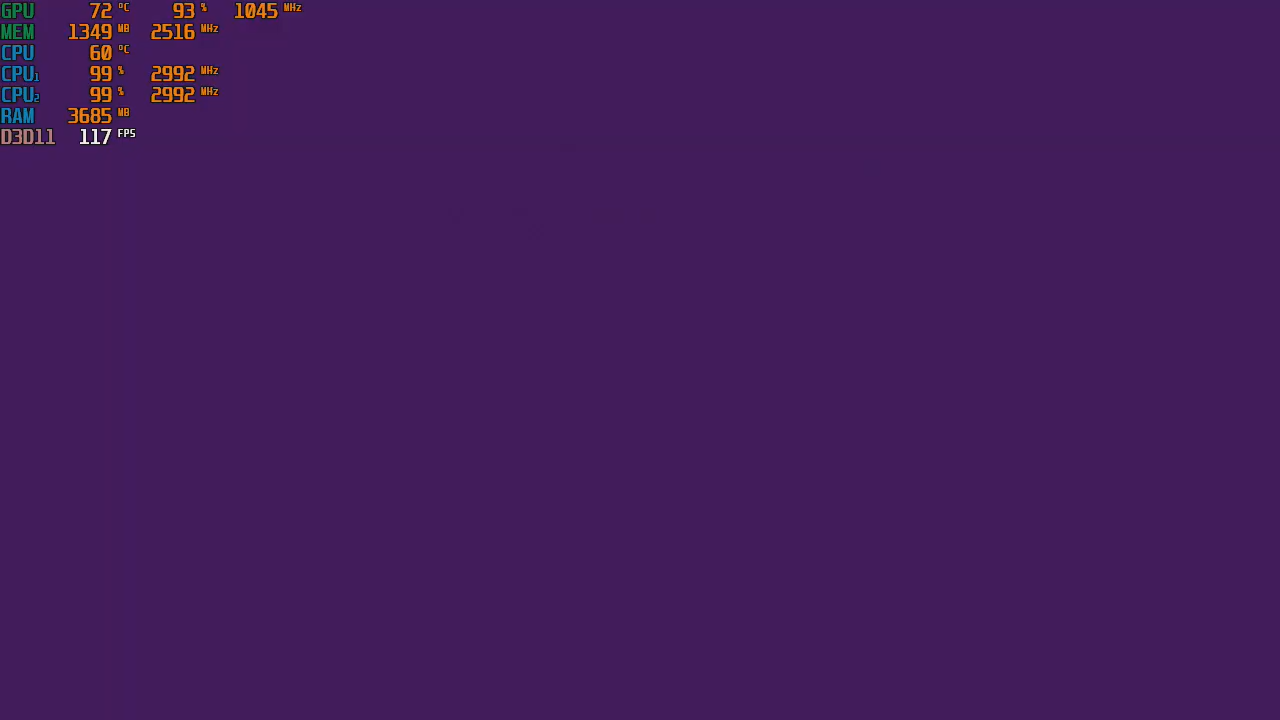 GPU 72 °C 93 % 1045 MHz
MEM 1349 MB 2516 MHz
CPU 60 °C
CPU1 99 % 2992 MHz
CPU2 99 % 2992 MHz
RAM 3685 MB
D3D11 117 FPS